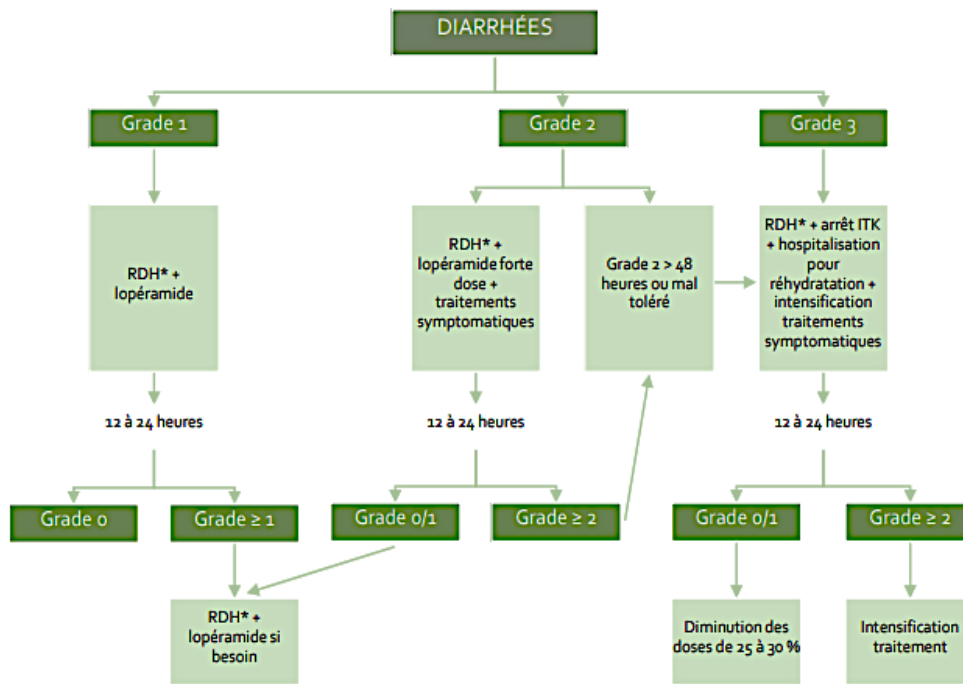 DIARRHÉES
Grade 1
Grade 2
Grade 3
RDH* +
lopéramide
RDH* +
lopéramide forte
dose +
traitements
symptomatiques
Grade 2 > 48
heures ou mal
toléré
RDH* + arrêt ITK
+ hospitalisation
pour
réhydratation +
intensification
traitements
symptomatiques
12 à 24 heures
12 à 24 heures
12 à 24 heures
Grade 0
Grade ≥ 1
Grade 0/1
Grade ≥ 2
Grade 0/1
Grade ≥ 2
RDH* +
lopéramide si
besoin
Diminution des
doses de 25 à 30 %
Intensification
traitement